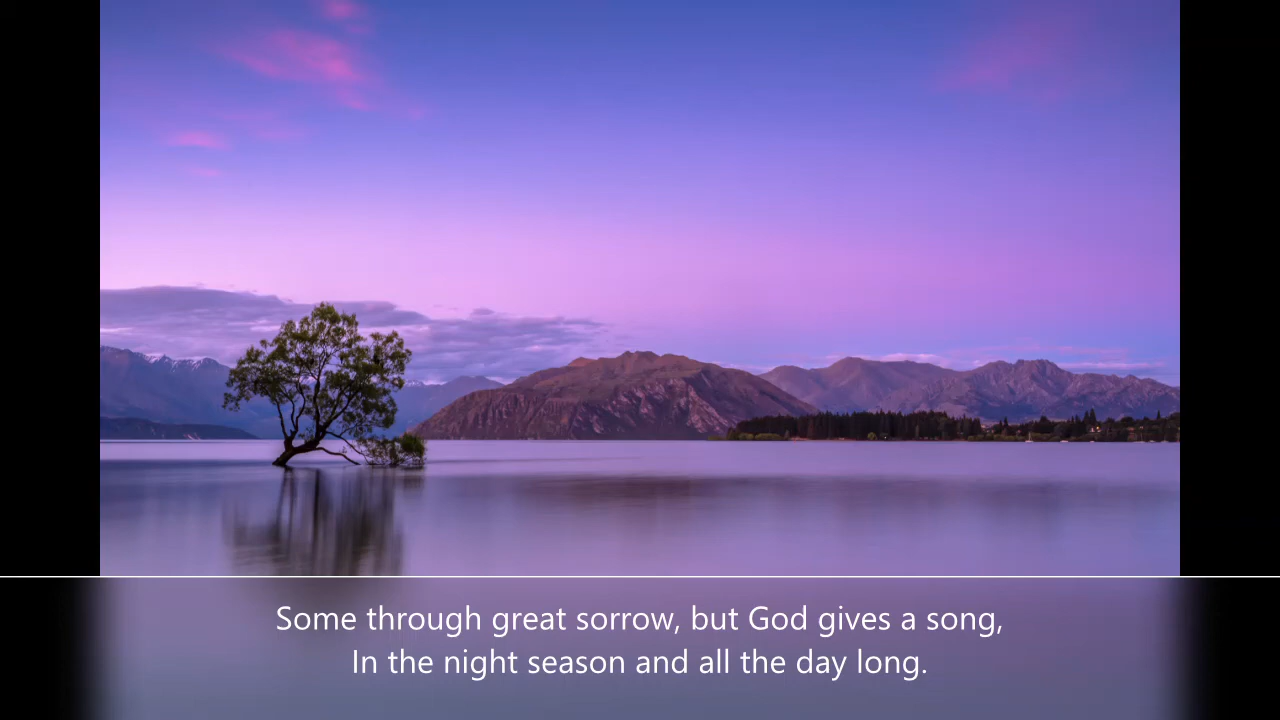 Some through great sorrow, but God gives a song,
In the night season and all the day long.